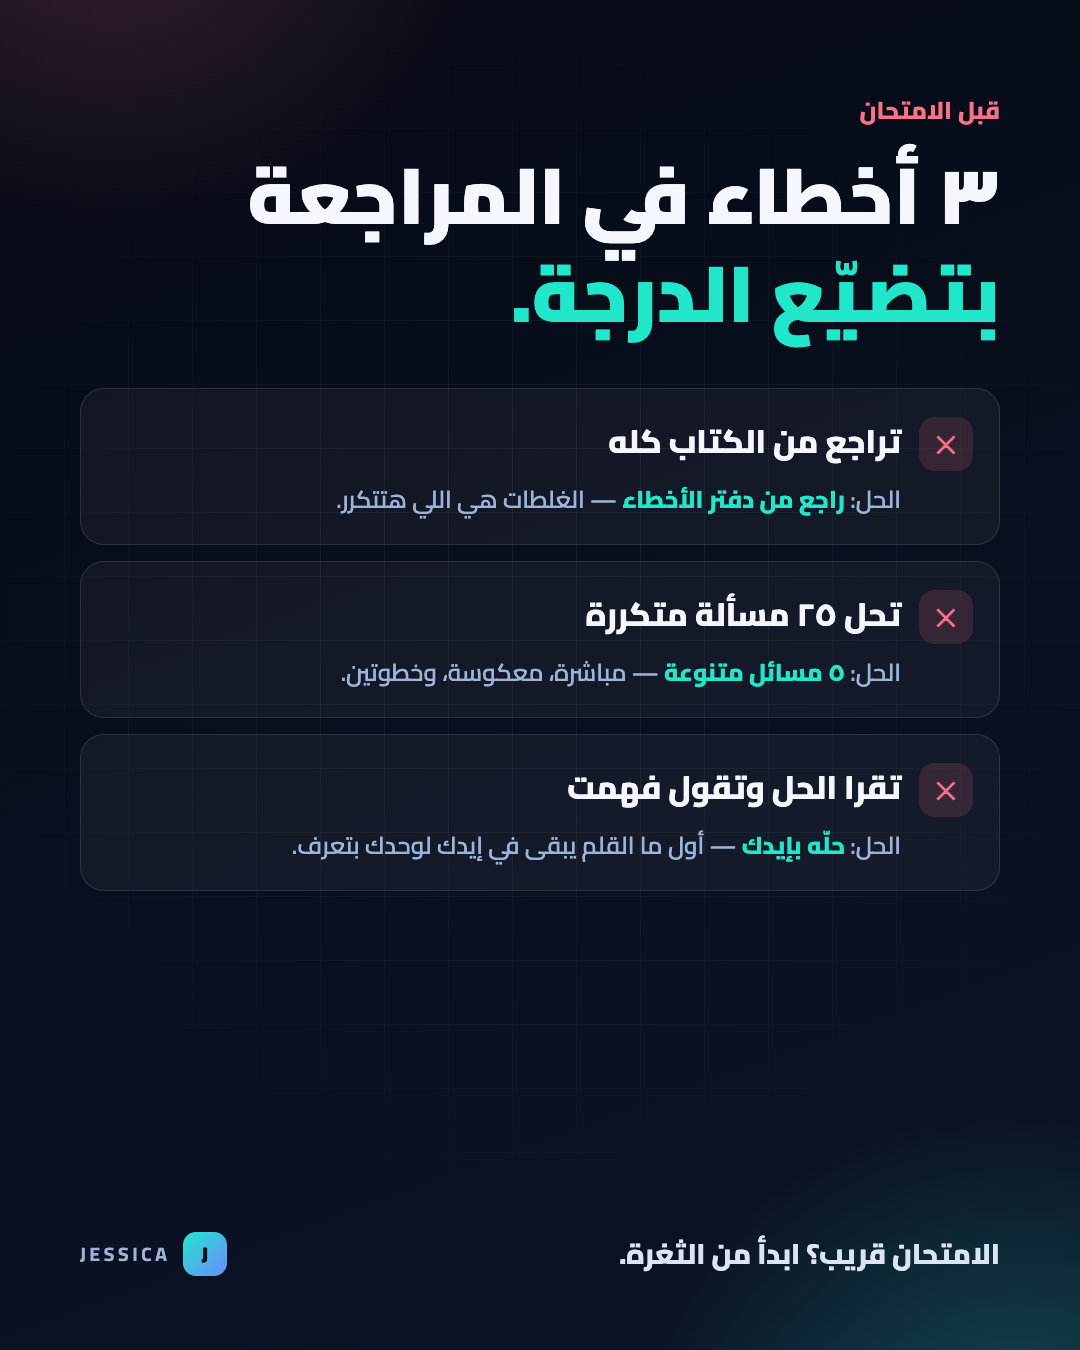 قبل الامتحان
٣ أخطاء في المراجعة
بتضيّع الدرجة.
تراجع من الكتاب كله
الحل: راجع من دفتر الأخطاء — الغلطات هي اللي هتتكرر.
تحل ٢٥ مسألة متكررة
الحل: ٥ مسائل متنوعة — مباشرة، معكوسة، وخطوتين.
تقرا الحل وتقول فهمت
الحل: حلّه بإيدك — أول ما القلم يبقى في إيدك لوحدك بتعرف.
الامتحان قريب؟ ابدأ من الثغرة.
J JESSICA